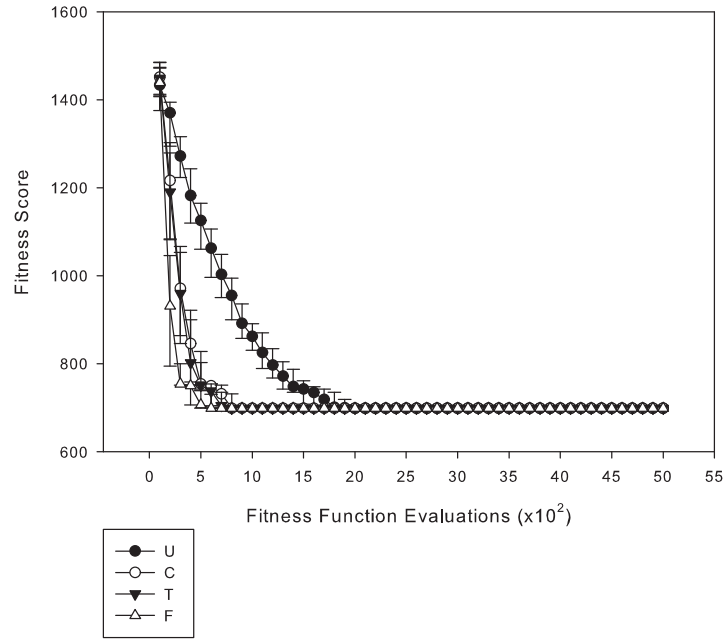 1600
1400
1200
1000
800
600
Fitness Score
0 5 10 15 20 25 30 35 40 45 50 55
Fitness Function Evaluations (x10²)
U
C
T
F